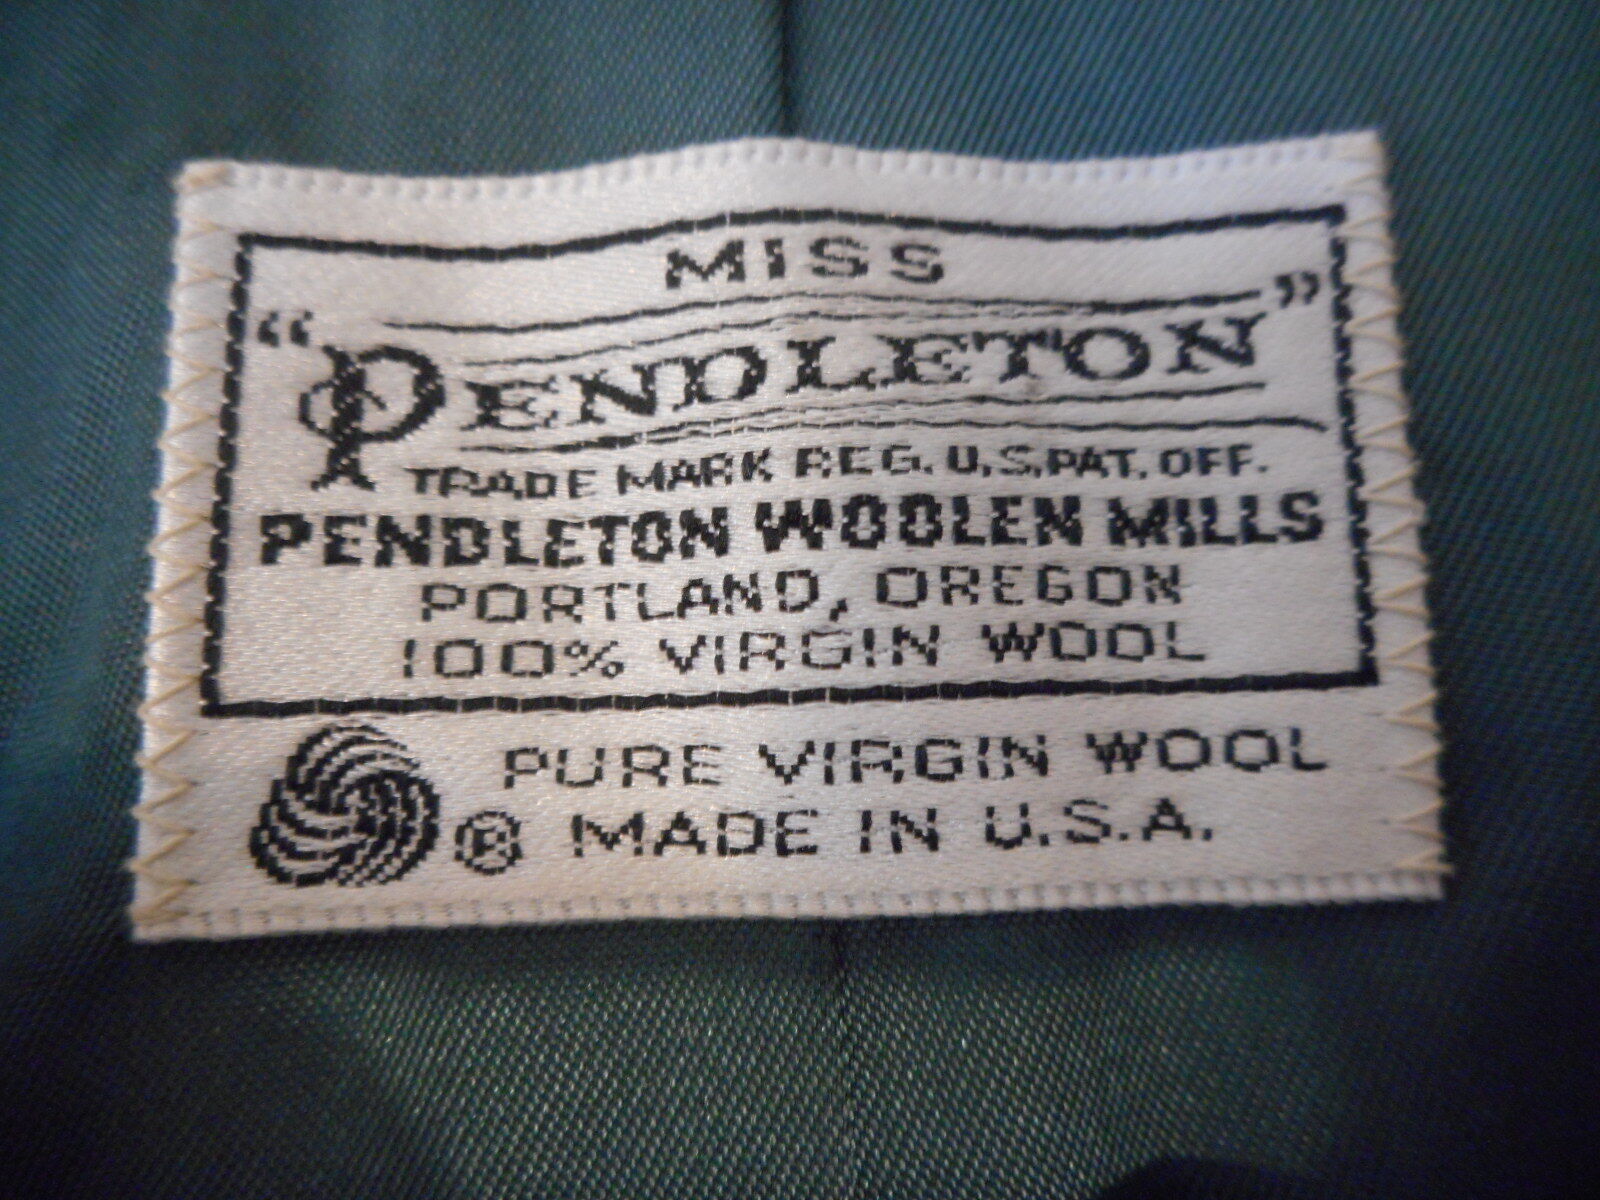 MISS
"PENDLETON"
TRADE MARK REG. U.S. PAT. OFF.
PENDLETON WOOLEN MILLS
PORTLAND, OREGON
100% VIRGIN WOOL
PURE VIRGIN WOOL
® MADE IN U.S.A.